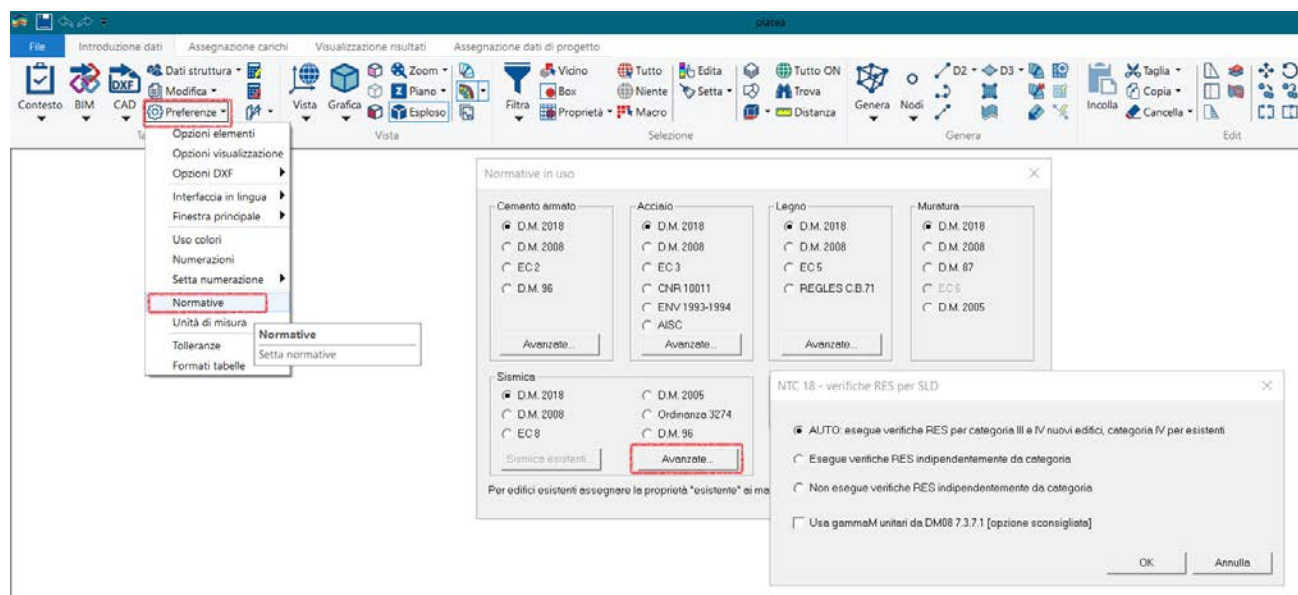 platea
File Introduzione dati Assegnazione carichi Visualizzazione risultati Assegnazione dati di progetto
Dati struttura Zoom Vicino Tutto Edita Tutto ON D2 D3 Taglia
Modifica Piano Box Niente Setta Trova Copia
Contesto BIM CAD Preferenze Vista Grafica Esploso Filtra Proprietà Macro Distanza Genera Nodi Incolla Cancella
Vista Selezione Genera Edit
DXF
Opzioni elementi
Opzioni visualizzazione
Opzioni DXF
Interfaccia in lingua
Finestra principale
Uso colori
Numerazioni
Setta numerazione
Normative
Unità di misura
Tolleranze
Formati tabelle
Normative
Setta normative
Normative in uso
Cemento armato
D.M. 2018
D.M. 2008
EC2
D.M. 96
Avanzate...
Acciaio
D.M. 2018
D.M. 2008
EC3
CNR 10011
ENV 1993-1994
AISC
Avanzate...
Legno
D.M. 2018
D.M. 2008
EC5
REGLES C.B.71
Avanzate...
Muratura
D.M. 2018
D.M. 2008
D.M. 87
EC6
D.M. 2005
Sismica
D.M. 2018 D.M. 2005
D.M. 2008 Ordinanza 3274
EC8 D.M. 96
Sismica esistenti... Avanzate...
Per edifici esistenti assegnare la proprietà "esistente" ai ma
NTC 18 - verifiche RES per SLD
AUTO: esegue verifiche RES per categoria III e IV nuovi edifici, categoria IV per esistenti
Esegue verifiche RES indipendentemente da categoria
Non esegue verifiche RES indipendentemente da categoria
Usa gammaM unitari da DM08 7.3.7.1 [opzione sconsigliata]
OK Annulla